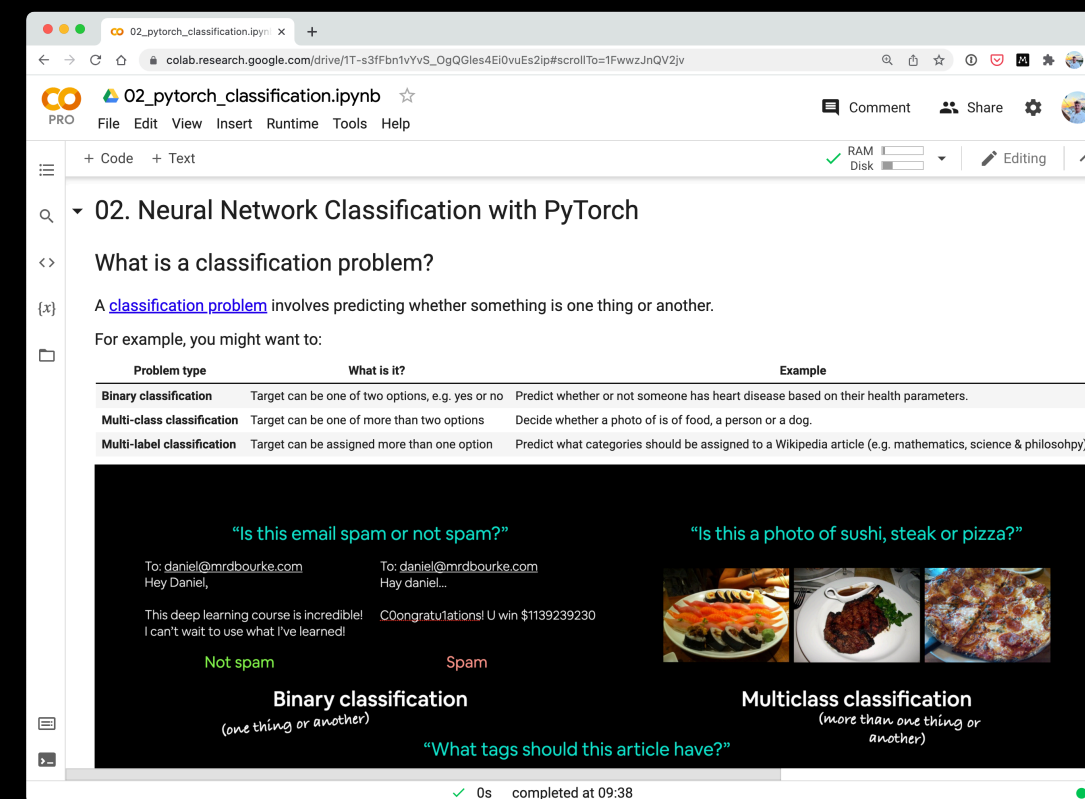 02_pytorch_classification.ipyn
colab.research.google.com/drive/1T-s3fFbn1vYvS_OgQGles4Ei0vuEs2ip#scrollTo=1FwwzJnQV2jv
02_pytorch_classification.ipynb
PRO
File Edit View Insert Runtime Tools Help
Comment Share
+ Code + Text
RAM
Disk
Editing
02. Neural Network Classification with PyTorch
What is a classification problem?
A classification problem involves predicting whether something is one thing or another.
For example, you might want to:
Problem type What is it? Example
Binary classification Target can be one of two options, e.g. yes or no Predict whether or not someone has heart disease based on their health parameters.
Multi-class classification Target can be one of more than two options Decide whether a photo of is of food, a person or a dog.
Multi-label classification Target can be assigned more than one option Predict what categories should be assigned to a Wikipedia article (e.g. mathematics, science & philosohpy)
“Is this email spam or not spam?”
To: daniel@mrdbourke.com
Hey Daniel,
This deep learning course is incredible!
I can’t wait to use what I’ve learned!
Not spam
To: daniel@mrdbourke.com
Hay daniel…
C0ongratu1ations! U win $1139239230
Spam
Binary classification
(one thing or another)
“Is this a photo of sushi, steak or pizza?”
Multiclass classification
(more than one thing or
another)
“What tags should this article have?”
0s completed at 09:38